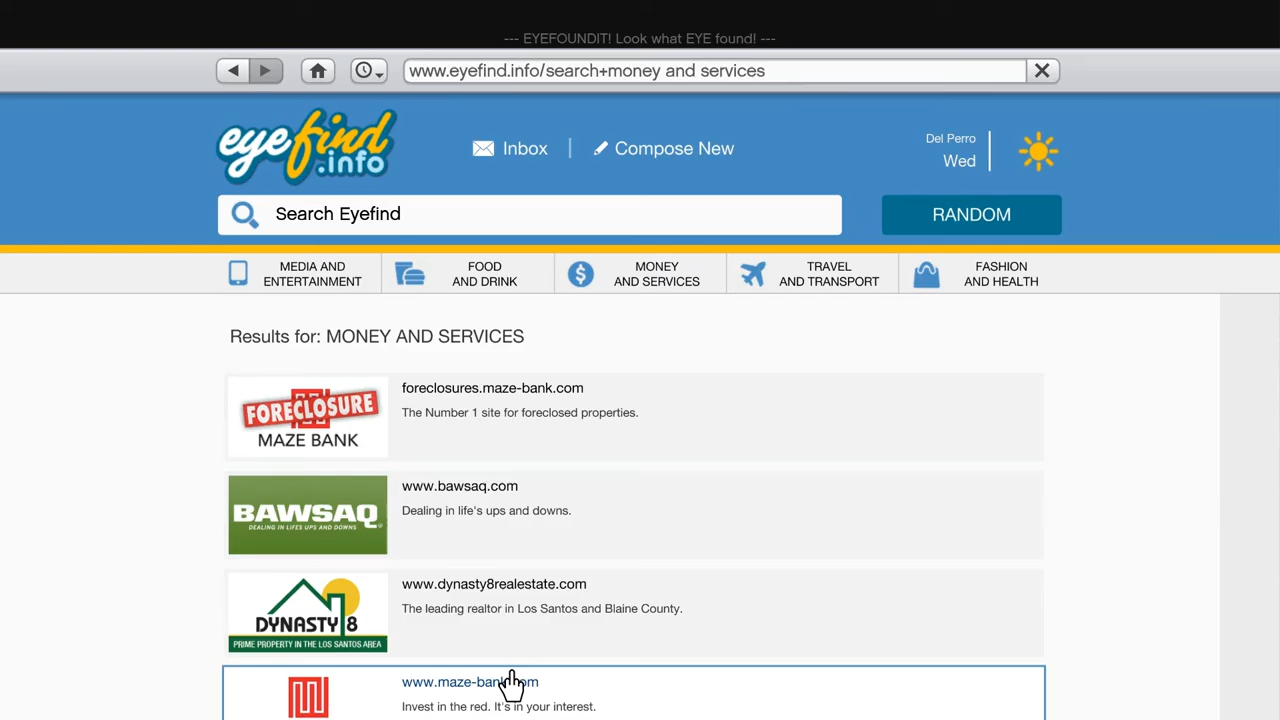 --- EYEFOUNDIT! Look what EYE found! ---
www.eyefind.info/search+money and services
eyefind
.info
Inbox
Compose New
Del Perro
Wed
Search Eyefind
RANDOM
MEDIA AND
ENTERTAINMENT
FOOD
AND DRINK
MONEY
AND SERVICES
TRAVEL
AND TRANSPORT
FASHION
AND HEALTH
Results for: MONEY AND SERVICES
FORECLOSURE
MAZE BANK
foreclosures.maze-bank.com
The Number 1 site for foreclosed properties.
BAWSAQ
DEALING IN LIFE'S UPS AND DOWNS
www.bawsaq.com
Dealing in life's ups and downs.
DYNASTY 8
PRIME PROPERTY IN THE LOS SANTOS AREA
www.dynasty8realestate.com
The leading realtor in Los Santos and Blaine County.
www.maze-bank.com
Invest in the red. It's in your interest.